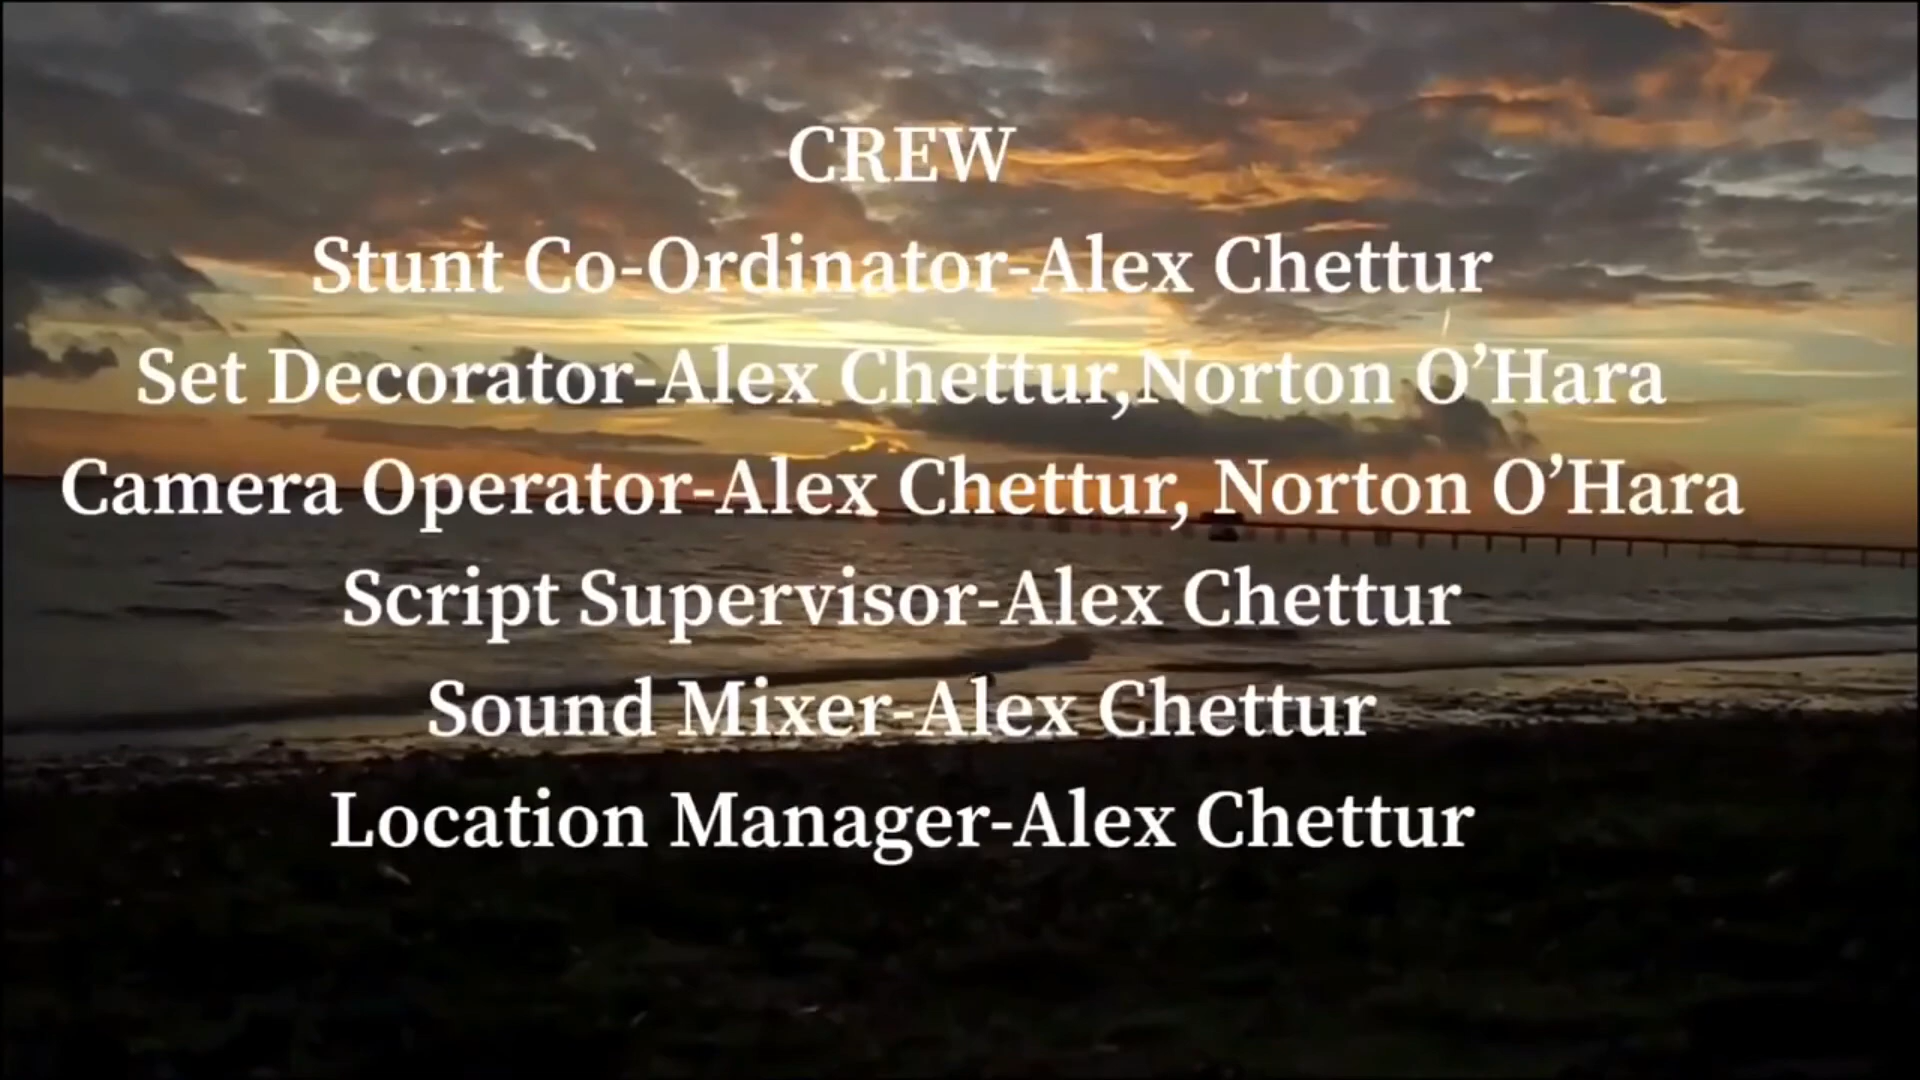 CREW
Stunt Co-Ordinator-Alex Chettur
Set Decorator-Alex Chettur,Norton O’Hara
Camera Operator-Alex Chettur, Norton O’Hara
Script Supervisor-Alex Chettur
Sound Mixer-Alex Chettur
Location Manager-Alex Chettur